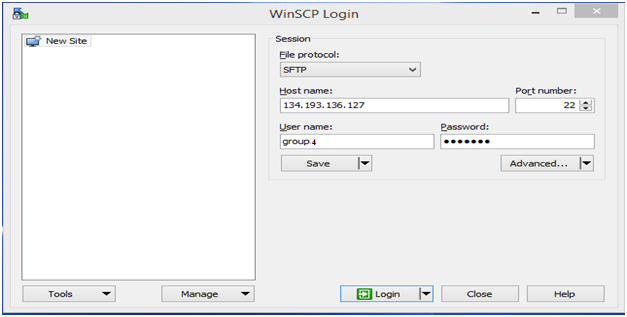 WinSCP Login
New Site
Session
File protocol:
SFTP
Host name: Port number:
134.193.136.127 22
User name: Password:
group4 •••••••
Save Advanced...
Tools Manage Login Close Help